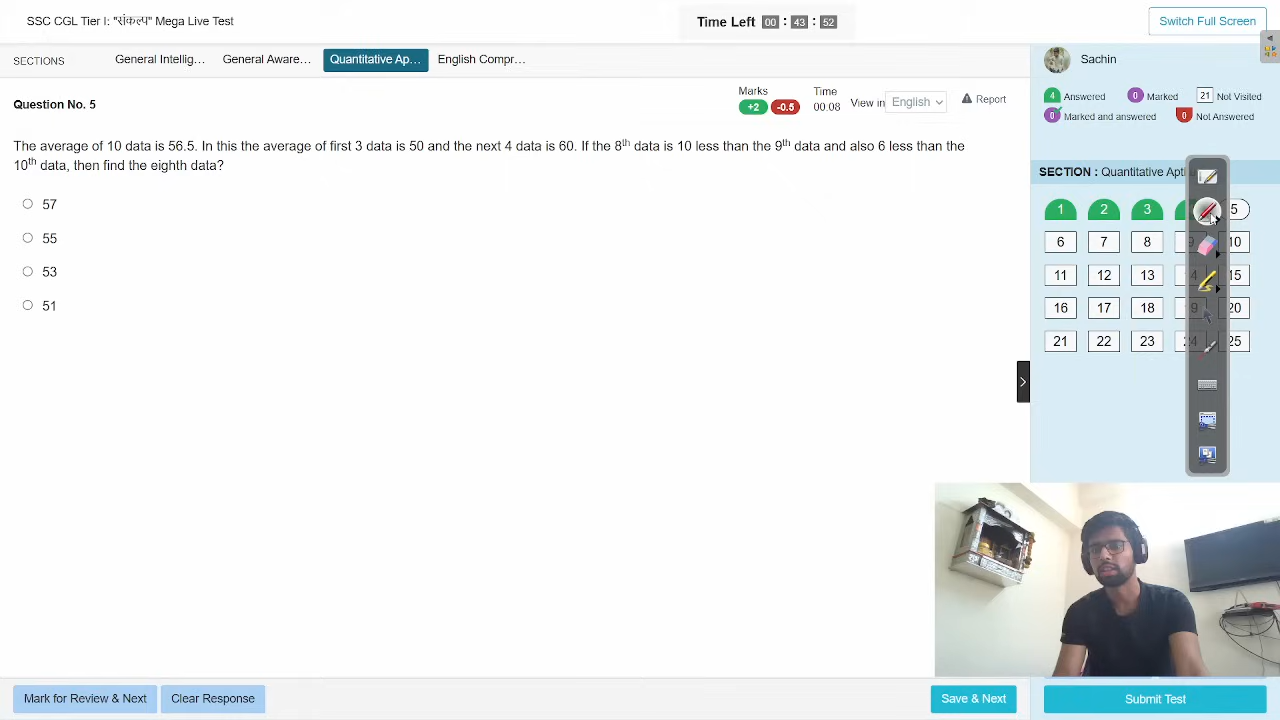 SSC CGL Tier I: "संकल्प" Mega Live Test
Time Left 00 : 43 : 52
Switch Full Screen
SECTIONS General Intellig... General Aware... Quantitative Ap... English Compr...
Sachin
Question No. 5
Marks
+2 -0.5
Time
00:08
View in English
Report
4 Answered 0 Marked 21 Not Visited
0 Marked and answered 0 Not Answered
The average of 10 data is 56.5. In this the average of first 3 data is 50 and the next 4 data is 60. If the 8th data is 10 less than the 9th data and also 6 less than the
10th data, then find the eighth data?
57
55
53
51
SECTION : Quantitative
1 2 3 5
6 7 8 9 10
11 12 13 14 15
16 17 18 19 20
21 22 23 24 25
Mark for Review & Next Clear Response Save & Next Submit Test